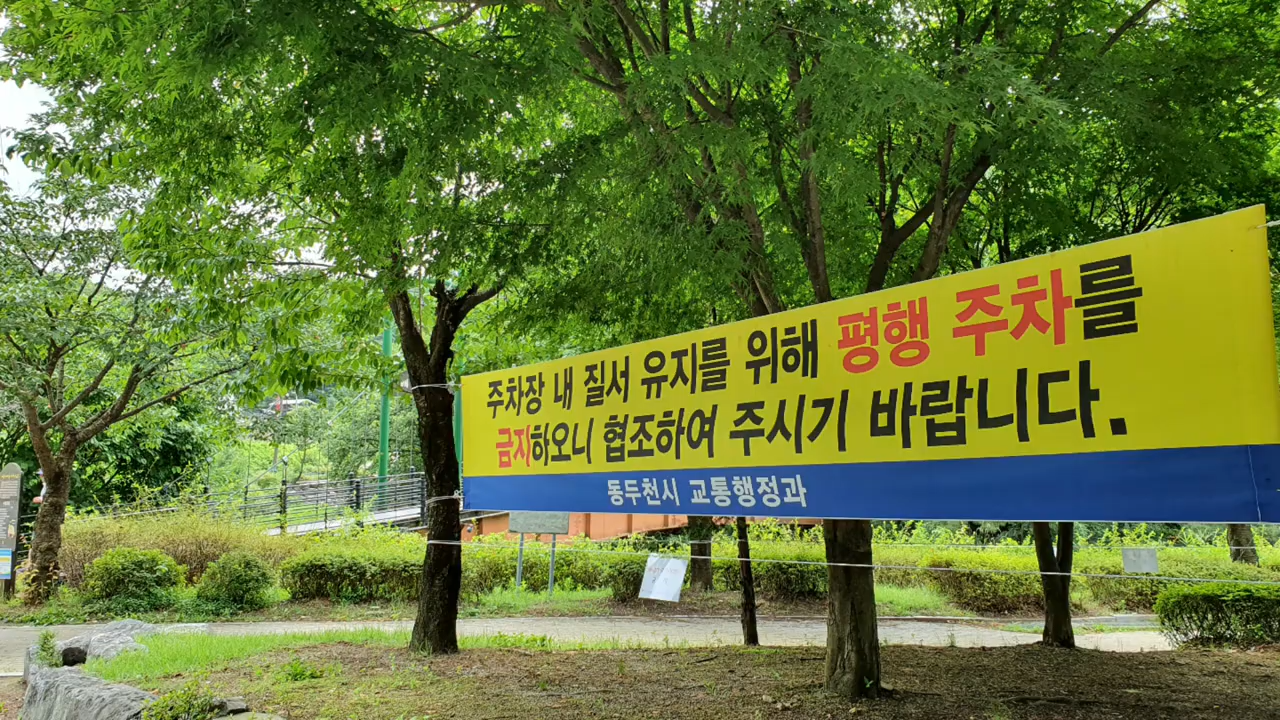 주차장 내 질서 유지를 위해 평행 주차를
금지하오니 협조하여 주시기 바랍니다.
동두천시 교통행정과